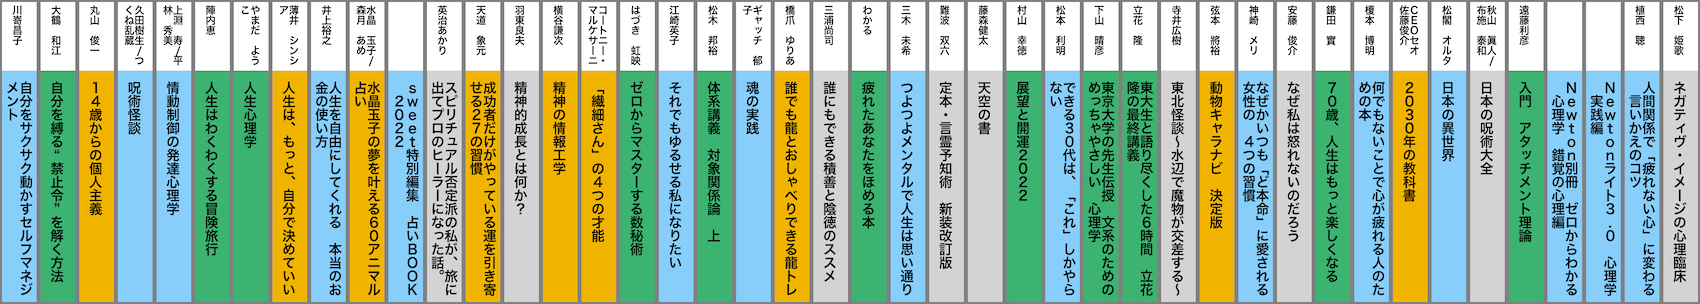 松下 姫歌
ネガティヴ・イメージの心理臨床
植西 聰
人間関係で「疲れない心」に変わる
言いかえのコツ
Newtonライト3.0 心理学
実践編
Newton別冊 ゼロからわかる
心理学 錯覚の心理編
遠藤利彦
入門 アタッチメント理論
秋山 眞人/
布施 泰和
日本の呪術大全
松閣 オルタ
日本の異世界
CEOセオ
佐藤俊介
2030年の教科書
榎本 博明
何でもないことで心が疲れる人のた
めの本
鎌田 實
70歳、人生はもっと楽しくなる
安藤 俊介
なぜ私は怒れないのだろう
神崎 メリ
なぜかいつも「ど本命」に愛される
女性の 4つの習慣
弦本 將裕
動物キャラナビ 決定版
寺井広樹
東北怪談~水辺で魔物が交差する~
立花 隆
東大生と語り尽くした6時間 立花
隆の最終講義
下山 晴彦
東京大学の先生伝授 文系のための
めっちゃやさしい 心理学
松本 利明
できる30代は、「これ」しかやら
ない
村山 幸徳
展望と開運2022
藤森健太
天空の書
難波 双六
定本・言霊予知術 新装改訂版
三木 未希
つよつよメンタルで人生は思い通り
わかる
疲れたあなたをほめる本
三浦尚司
誰にもできる積善と陰徳のススメ
橋爪 ゆりあ
誰でも龍とおしゃべりできる龍トレ
ギャッチ 郁
子
魂の実践
松木 邦裕
体系講義 対象関係論 上
江崎英子
それでもゆるせる私になりたい
はづき 虹映
ゼロからマスターする数秘術
コートニー・
マルケサーニ
「繊細さん」の4つの才能
横谷謙次
精神の情報工学
羽東良夫
精神的成長とは何か?
天道 象元
成功者だけがやっている運を引き寄
せる27の習慣
英治あかり
スピリチュアル否定派の私が、旅に
出てプロのヒーラーになった話。
sweet特別編集 占いBOOK
2022
水晶 玉子/
森月 あめ
水晶玉子の夢を叶える60アニマル
占い
井上裕之
人生を自由にしてくれる 本当のお
金の使い方
薄井 シンシ
ア
人生は、もっと、自分で決めていい
やまだ よう
こ
人生心理学
陣内恵
人生はわくわくする冒険旅行
上淵 寿/平
林 秀美
情動制御の発達心理学
久田樹生/つ
くね乱蔵
呪術怪談
丸山 俊一
14歳からの個人主義
大鶴 和江
自分を縛る“禁止令”を解く方法
川嵜昌子
自分をサクサク動かすセルフマネジ
メント